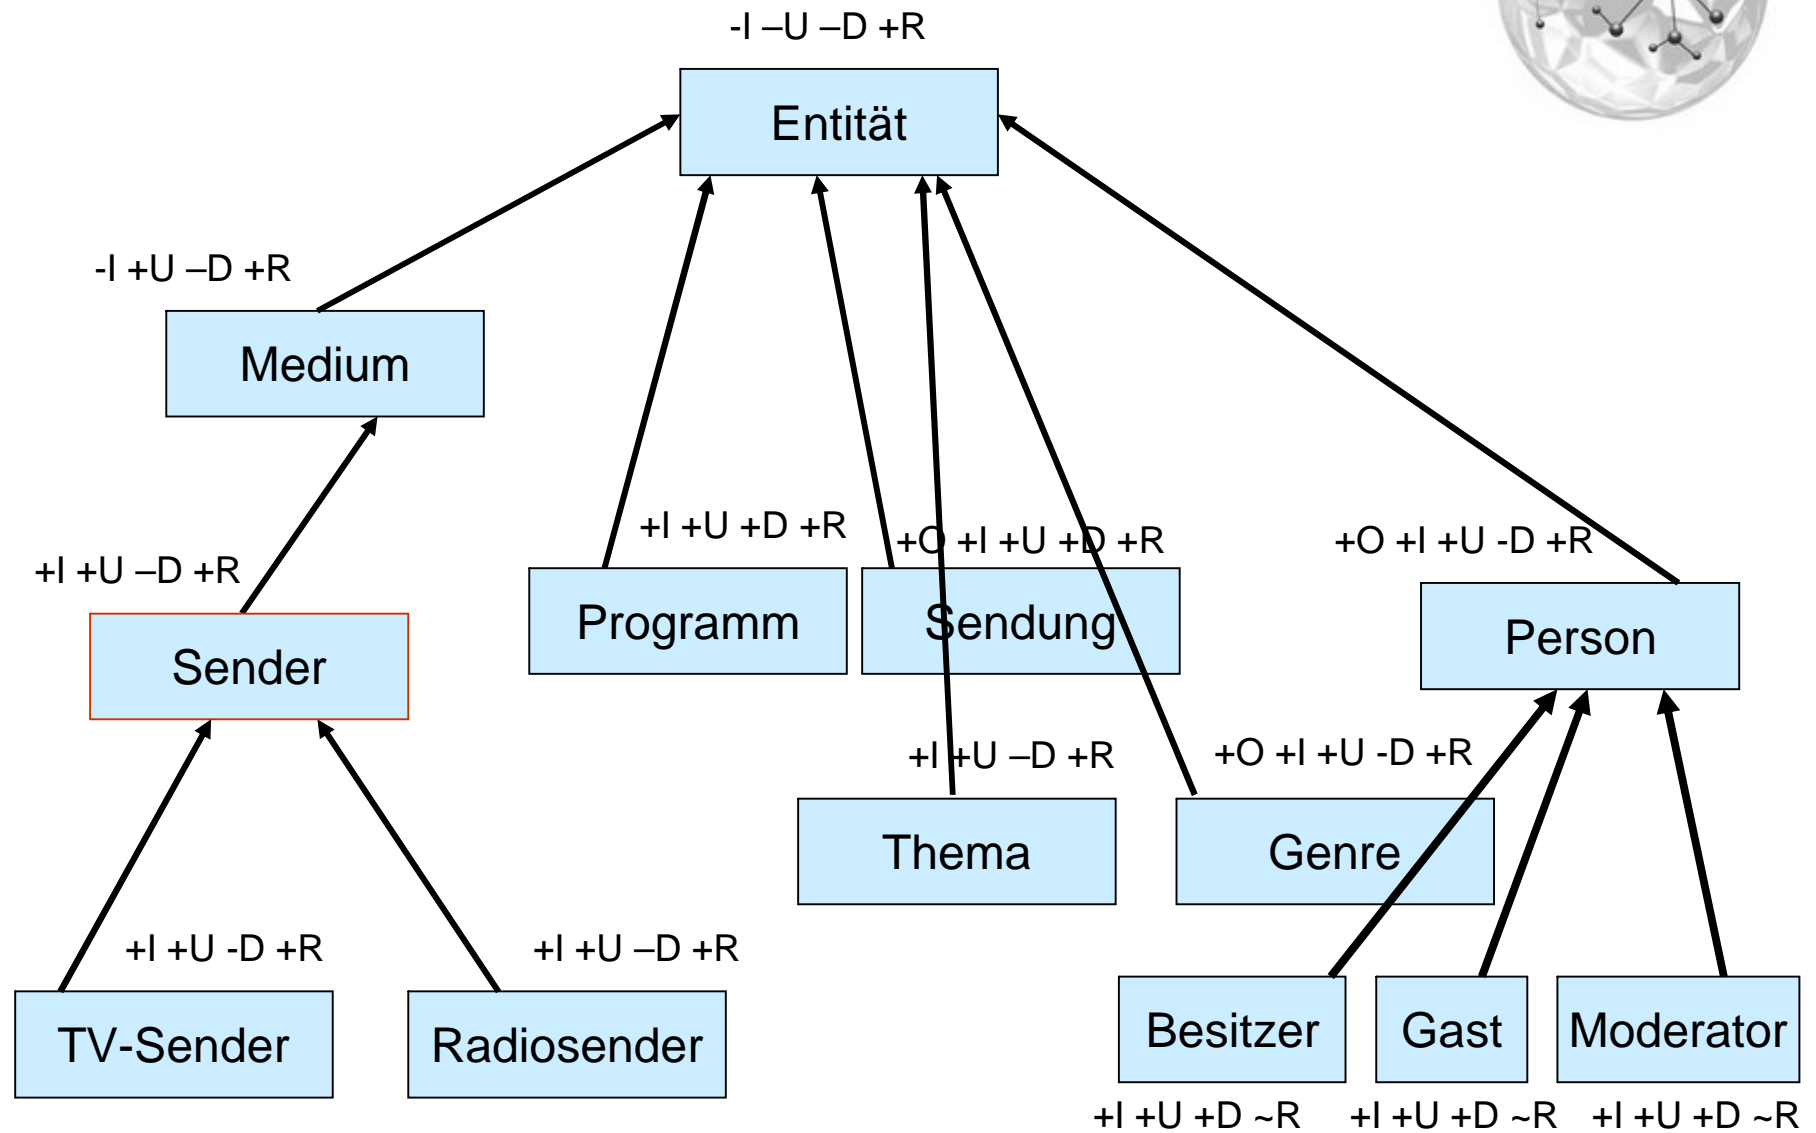 -I –U –D +R
Entität
-I +U –D +R
Medium
+I +U –D +R
Sender
+I +U +D +R
Programm
+O +I +U +D +R
Sendung
+O +I +U -D +R
Person
+I +U –D +R
Thema
+O +I +U -D +R
Genre
+I +U -D +R
TV-Sender
+I +U –D +R
Radiosender
Besitzer
Gast
Moderator
+I +U +D ~R
+I +U +D ~R
+I +U +D ~R